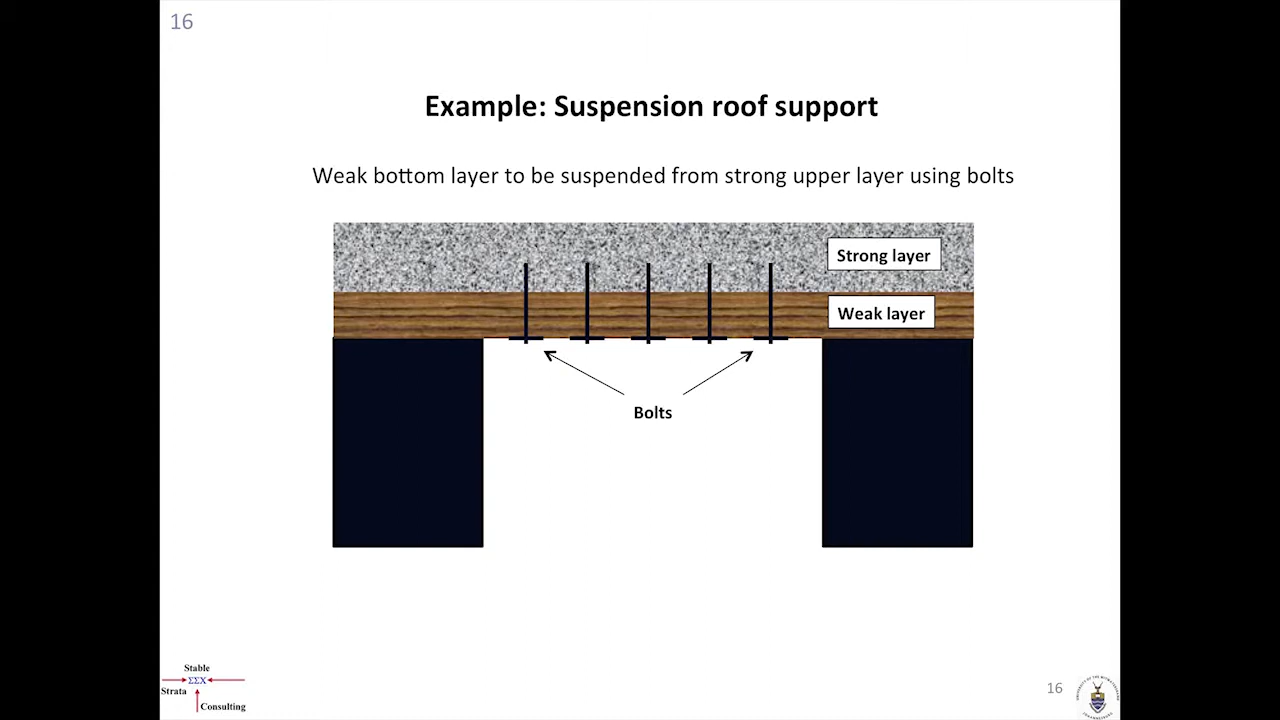 16
Example: Suspension roof support
Weak bottom layer to be suspended from strong upper layer using bolts
Strong layer
Weak layer
Bolts
Stable
ΣΣX
Strata
Consulting
16